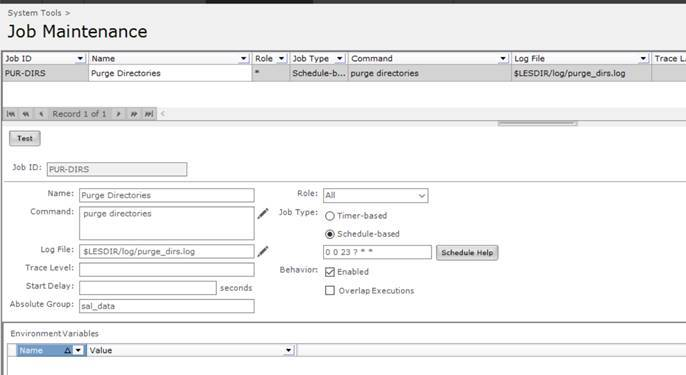 System Tools >
Job Maintenance
Job ID Name Role Job Type Command Log File Trace L
PUR-DIRS Purge Directories * Schedule-b... purge directories $LESDIR/log/purge_dirs.log
Record 1 of 1
Test
Job ID: PUR-DIRS
Name: Purge Directories Role: All
Command: purge directories Job Type: Timer-based
Schedule-based
Log File: $LESDIR/log/purge_dirs.log 0 0 23 ? * * Schedule Help
Trace Level: Behavior: Enabled
Start Delay: seconds Overlap Executions
Absolute Group: sal_data
Environment Variables
Name Value